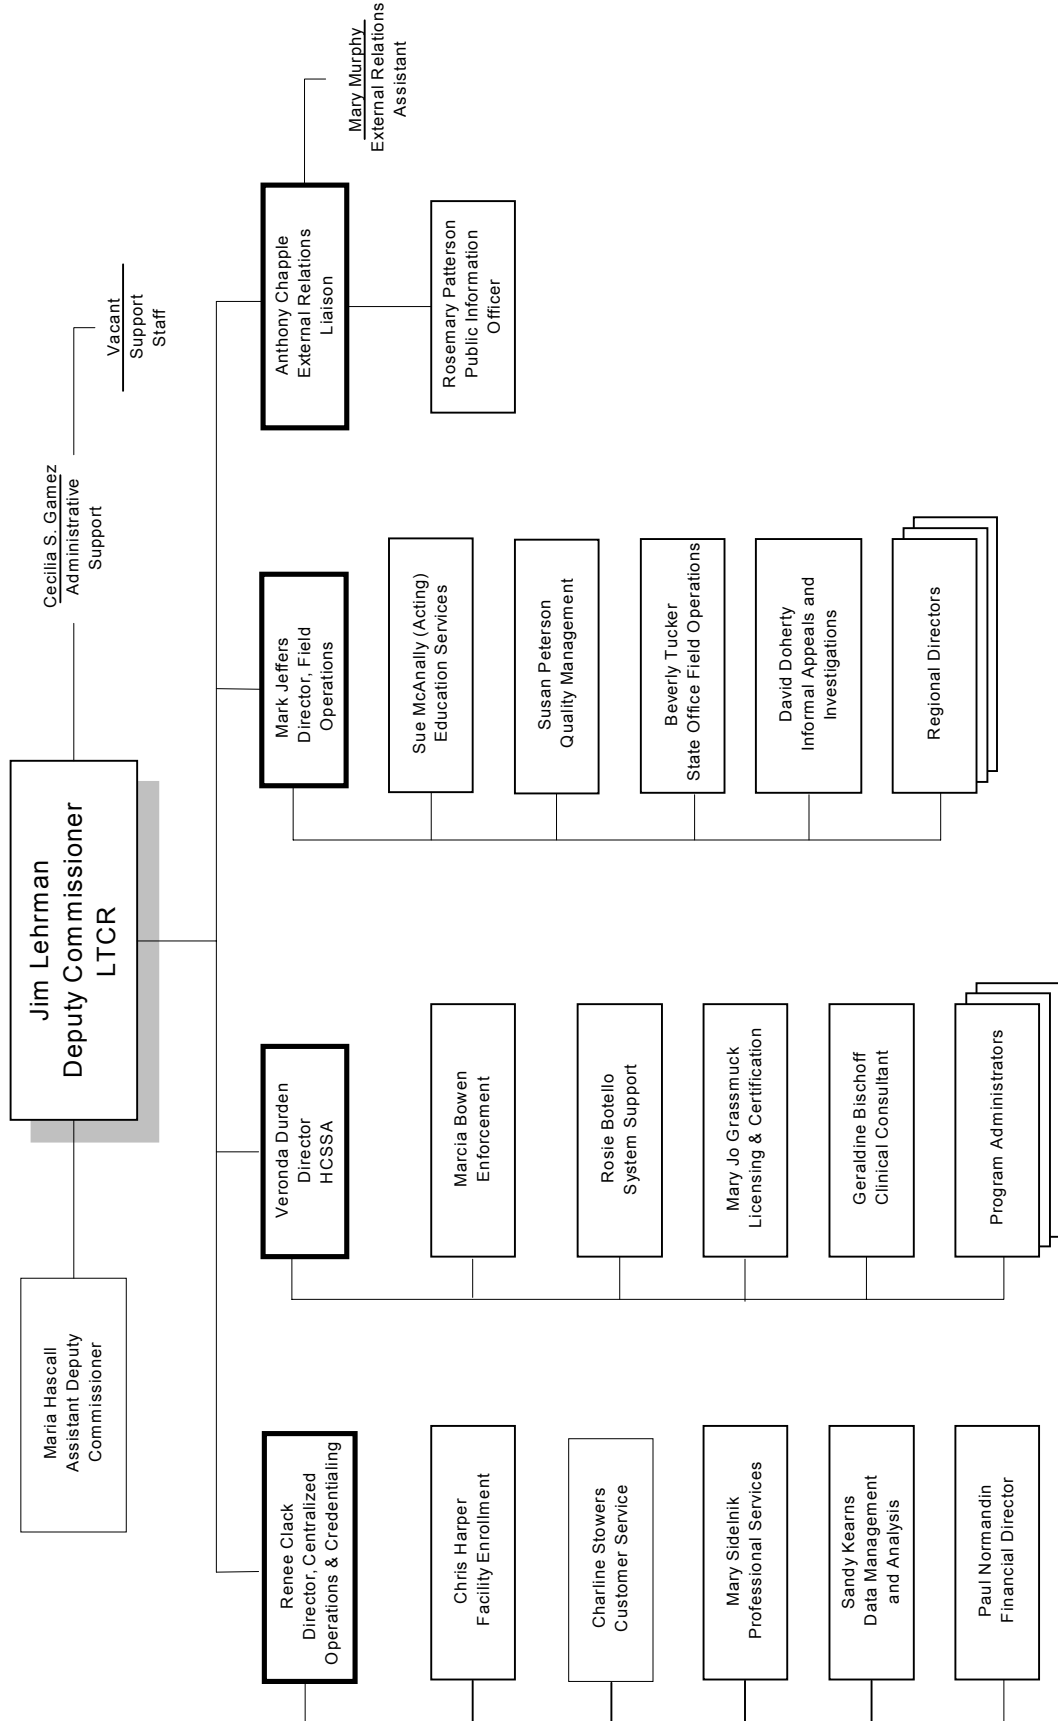 Jim Lehrman
Deputy Commissioner
LTCR
Maria Hascall
Assistant Deputy
Commissioner
Cecilia S. Gamez
Administrative
Support
Vacant
Support
Staff
Renee Clack
Director, Centralized
Operations & Credentialing
Chris Harper
Facility Enrollment
Charline Stowers
Customer Service
Mary Sidelnik
Professional Services
Sandy Kearns
Data Management
and Analysis
Paul Normandin
Financial Director
Veronda Durden
Director
HCSSA
Marcia Bowen
Enforcement
Rosie Botello
System Support
Mary Jo Grassmuck
Licensing & Certification
Geraldine Bischoff
Clinical Consultant
Program Administrators
Mark Jeffers
Director, Field
Operations
Sue McAnally (Acting)
Education Services
Susan Peterson
Quality Management
Beverly Tucker
State Office Field Operations
David Doherty
Informal Appeals and
Investigations
Regional Directors
Anthony Chapple
External Relations
Liaison
Mary Murphy
External Relations
Assistant
Rosemary Patterson
Public Information
Officer